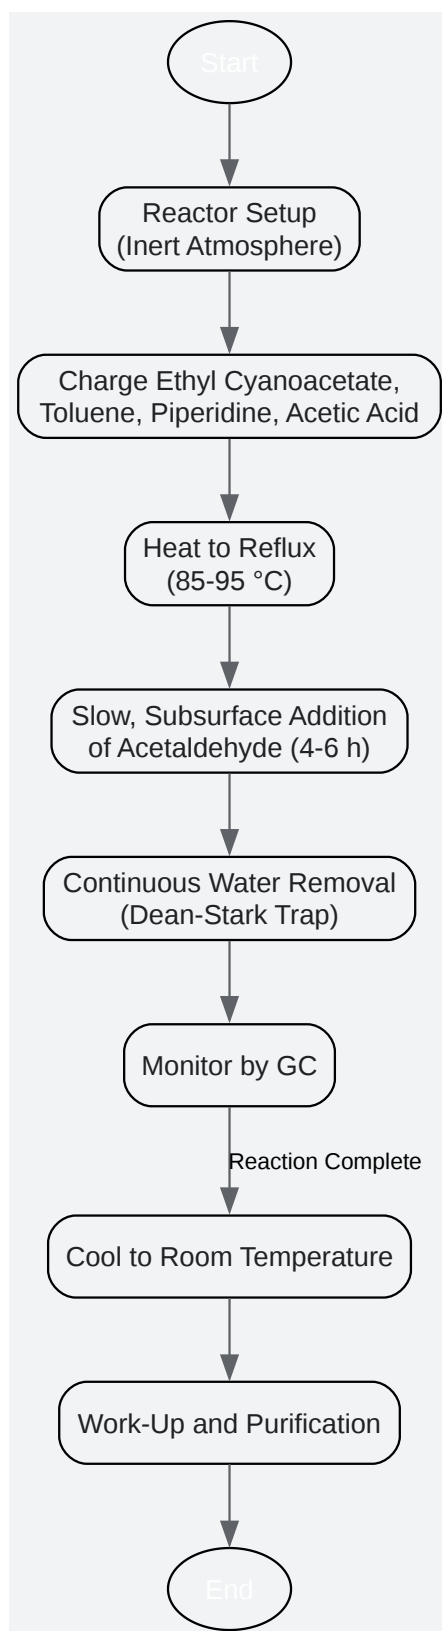 Start
Reactor Setup
(Inert Atmosphere)
Charge Ethyl Cyanoacetate,
Toluene, Piperidine, Acetic Acid
Heat to Reflux
(85-95 °C)
Slow, Subsurface Addition
of Acetaldehyde (4-6 h)
Continuous Water Removal
(Dean-Stark Trap)
Monitor by GC
Reaction Complete
Cool to Room Temperature
Work-Up and Purification
End